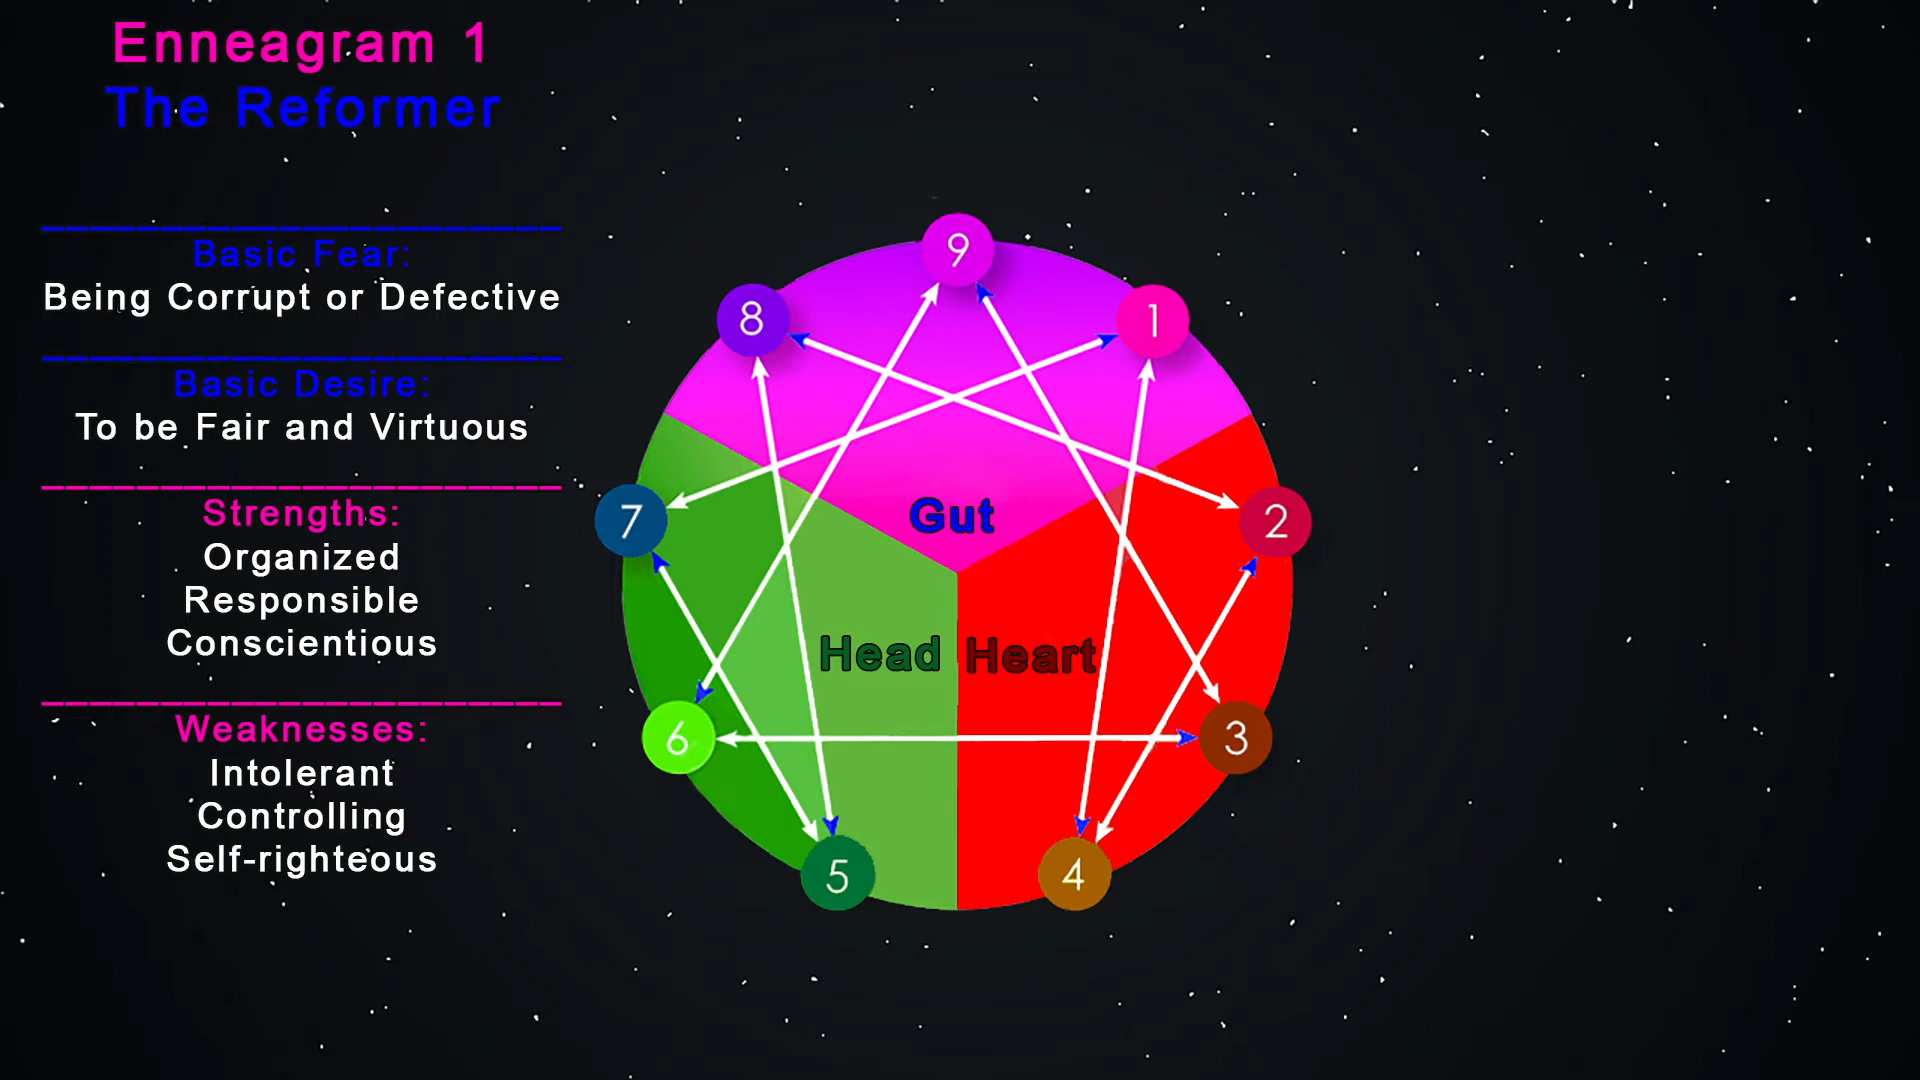 Enneagram 1
The Reformer
Basic Fear:
Being Corrupt or Defective
Basic Desire:
To be Fair and Virtuous
Strengths:
Organized
Responsible
Conscientious
Weaknesses:
Intolerant
Controlling
Self-righteous
9
8
1
Gut
7
2
Head
Heart
6
3
5
4